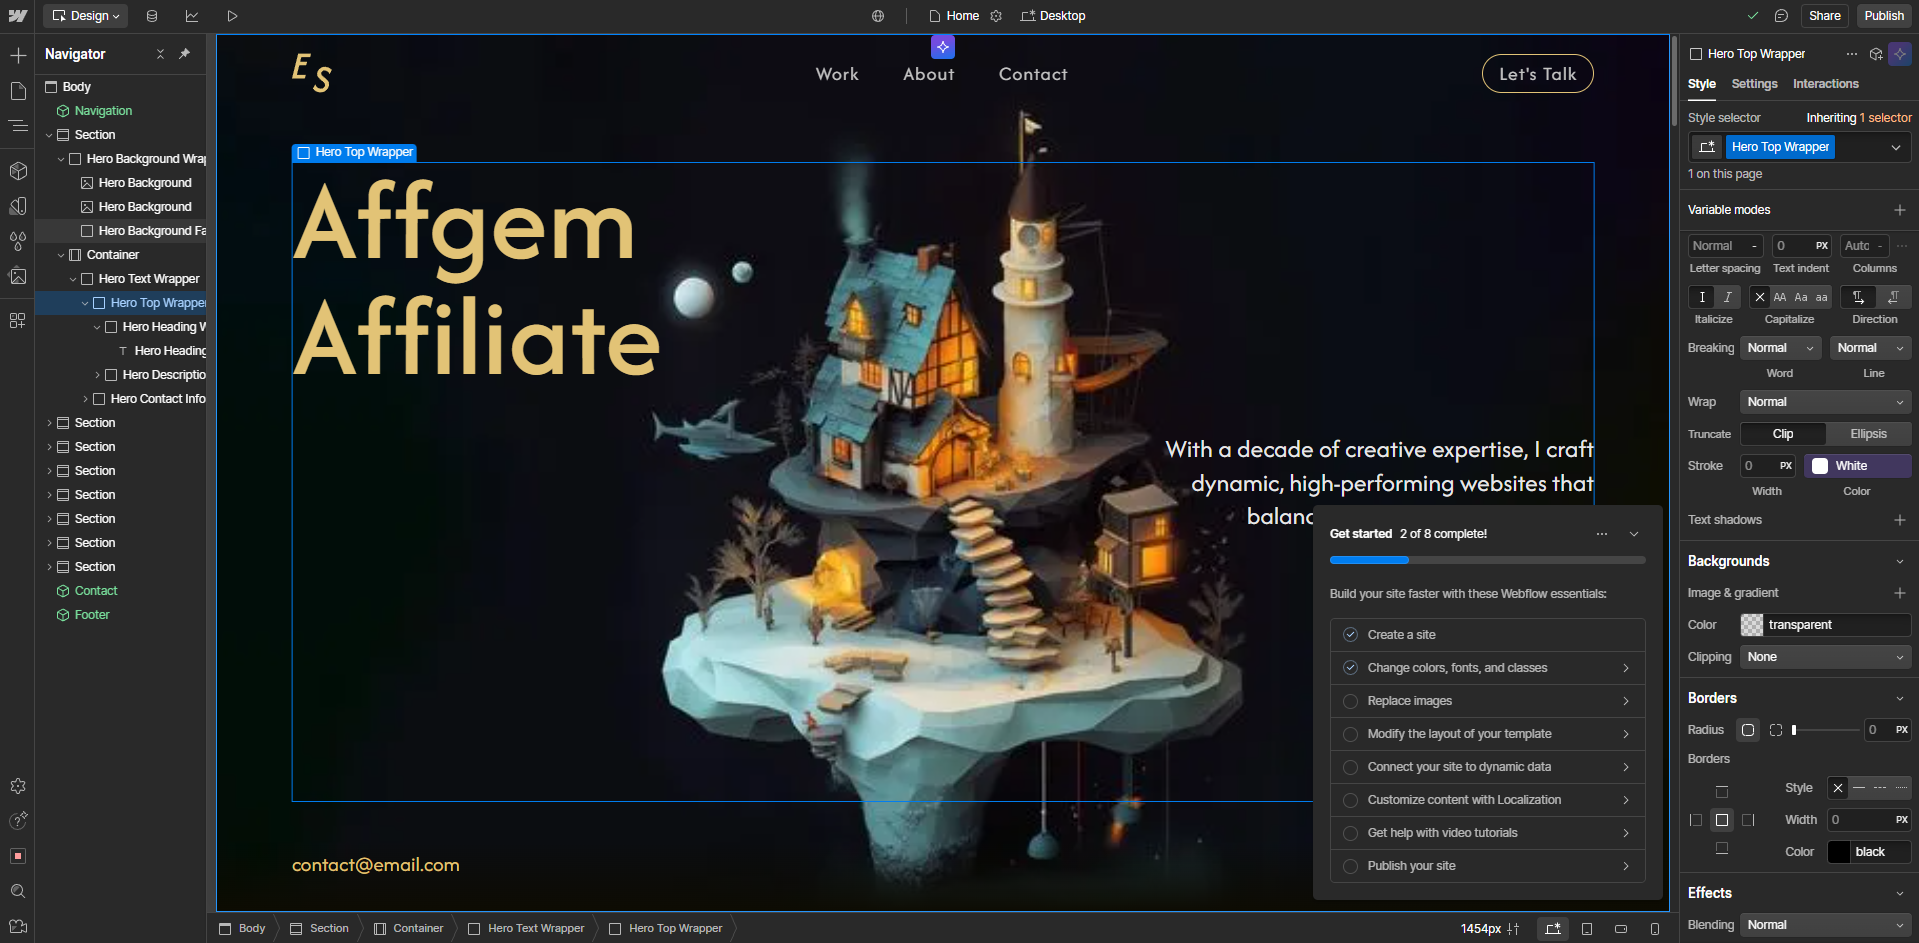 Design
Home
Desktop
Share
Publish
Navigator
Body
Navigation
Section
Hero Background Wrap
Hero Background
Hero Background
Hero Background Fa
Container
Hero Text Wrapper
Hero Top Wrapper
Hero Heading W
Hero Heading
Hero Descriptio
Hero Contact Info
Section
Section
Section
Section
Section
Section
Section
Contact
Footer
E S
Work
About
Contact
Let's Talk
Hero Top Wrapper
Affgem
Affiliate
With a decade of creative expertise, I craft
dynamic, high-performing websites that
balanc
contact@email.com
Get started 2 of 8 complete!
Build your site faster with these Webflow essentials:
Create a site
Change colors, fonts, and classes
Replace images
Modify the layout of your template
Connect your site to dynamic data
Customize content with Localization
Get help with video tutorials
Publish your site
Body
Section
Container
Hero Text Wrapper
Hero Top Wrapper
1454px
Hero Top Wrapper
Style Settings Interactions
Style selector Inheriting 1 selector
Hero Top Wrapper
1 on this page
Variable modes
Normal - 0 PX Auto -
Letter spacing Text indent Columns
I I AA Aa aa
Italicize Capitalize Direction
Breaking Normal Normal
Word Line
Wrap Normal
Truncate Clip Ellipsis
Stroke 0 PX White
Width Color
Text shadows
Backgrounds
Image & gradient
Color transparent
Clipping None
Borders
Radius 0 PX
Borders
Style
Width 0 PX
Color black
Effects
Blending Normal